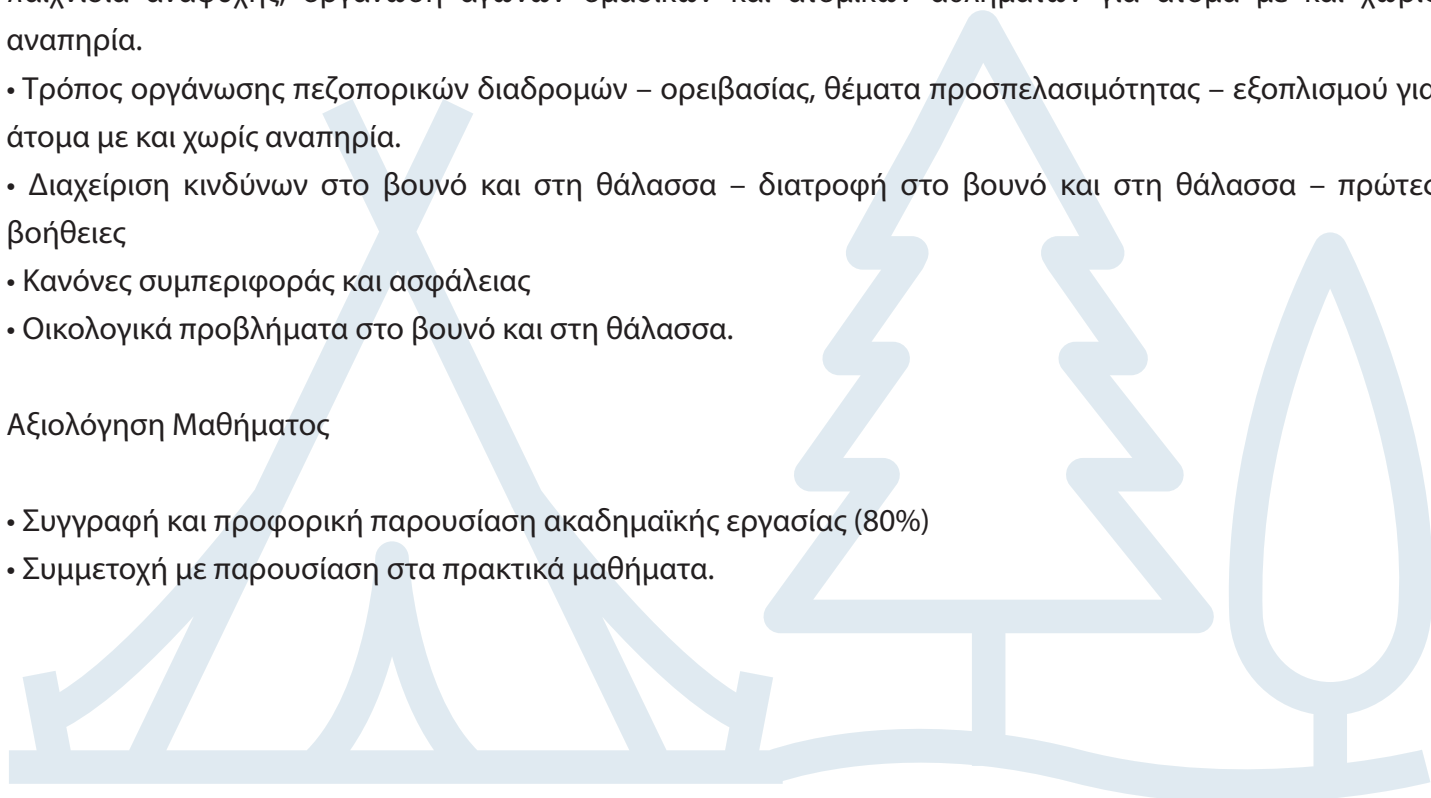 αναπηρία.
• Τρόπος οργάνωσης πεζοπορικών διαδρομών – ορειβασίας, θέματα προσπελασιμότητας – εξοπλισμού για
άτομα με και χωρίς αναπηρία.
• Διαχείριση κινδύνων στο βουνό και στη θάλασσα – διατροφή στο βουνό και στη θάλασσα – πρώτες
βοήθειες
• Κανόνες συμπεριφοράς και ασφάλειας
• Οικολογικά προβλήματα στο βουνό και στη θάλασσα.
Αξιολόγηση Μαθήματος
• Συγγραφή και προφορική παρουσίαση ακαδημαϊκής εργασίας (80%)
• Συμμετοχή με παρουσίαση στα πρακτικά μαθήματα.